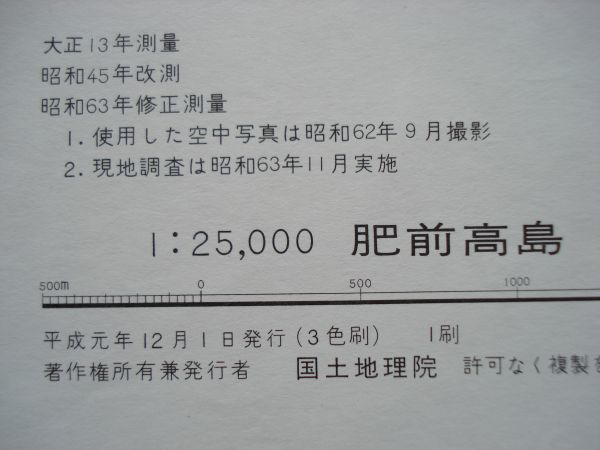 大正13年測量
昭和45年改測
昭和63年修正測量
1. 使用した空中写真は昭和62年9月撮影
2. 現地調査は昭和63年11月実施
1:25,000 肥前高島
500m 0 500 1000
平成元年12月1日発行(3色刷) 1刷
著作権所有兼発行者 国土地理院 許可なく複製を